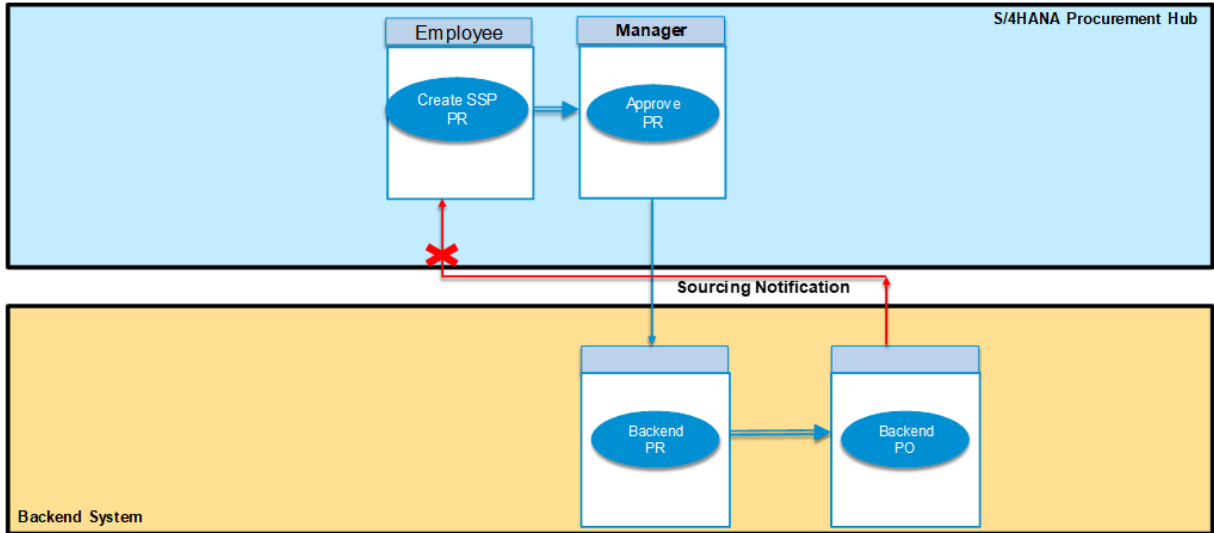 S/4HANA Procurement Hub
Employee
Manager
Create SSP
PR
Approve
PR
Sourcing Notification
Backend
PR
Backend
PO
Backend System